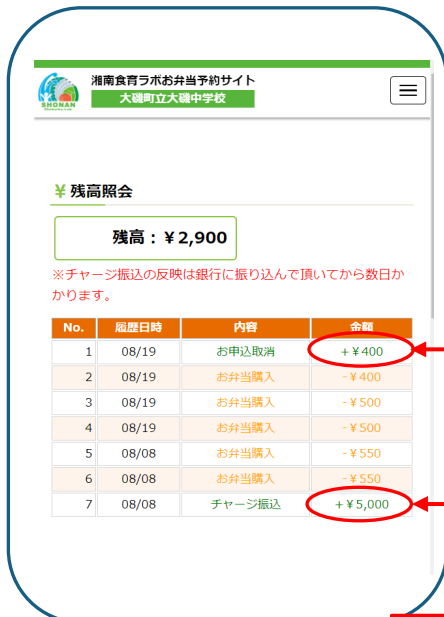 湘南食育ラボお弁当予約サイト
大磯町立大磯中学校
SHONAN
¥ 残高照会
残高：¥2,900
※チャージ振込の反映は銀行に振り込んで頂いてから数日か
かります。
No. 履歴日時 内容 金額
1 08/19 お申込取消 +¥400
2 08/19 お弁当購入 -¥400
3 08/19 お弁当購入 -¥500
4 08/19 お弁当購入 -¥500
5 08/08 お弁当購入 -¥550
6 08/08 お弁当購入 -¥550
7 08/08 チャージ振込 +¥5,000